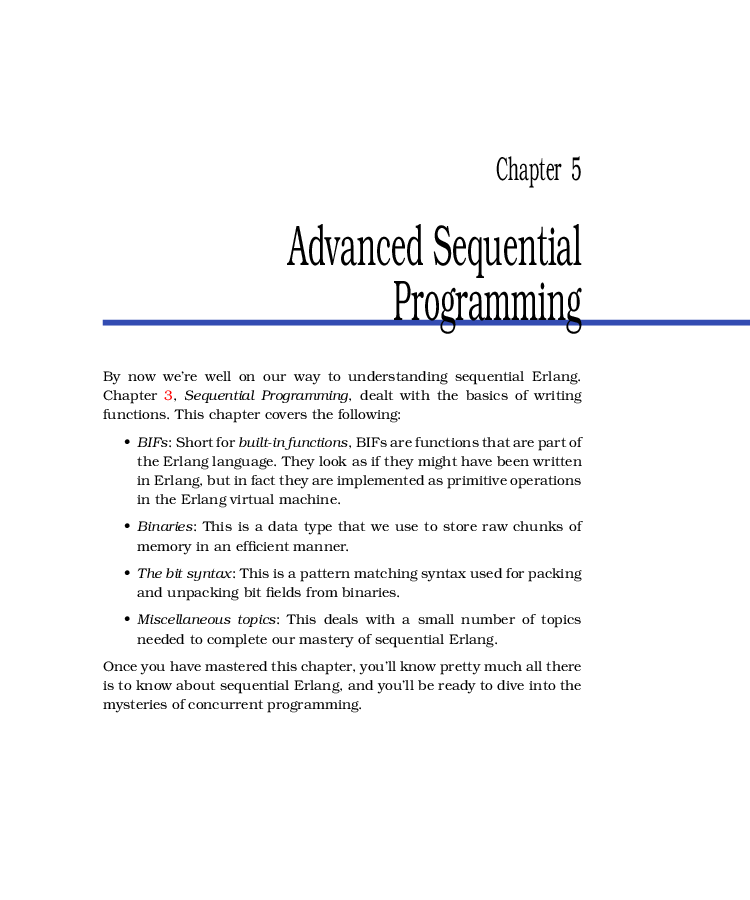 Chapter 5
Advanced Sequential
Programming
By now we're well on our way to understanding sequential Erlang.
Chapter 3, Sequential Programming, dealt with the basics of writing
functions. This chapter covers the following:
• BIFs: Short for built-in functions, BIFs are functions that are part of
the Erlang language. They look as if they might have been written
in Erlang, but in fact they are implemented as primitive operations
in the Erlang virtual machine.
• Binaries: This is a data type that we use to store raw chunks of
memory in an efficient manner.
• The bit syntax: This is a pattern matching syntax used for packing
and unpacking bit fields from binaries.
• Miscellaneous topics: This deals with a small number of topics
needed to complete our mastery of sequential Erlang.
Once you have mastered this chapter, you'll know pretty much all there
is to know about sequential Erlang, and you'll be ready to dive into the
mysteries of concurrent programming.